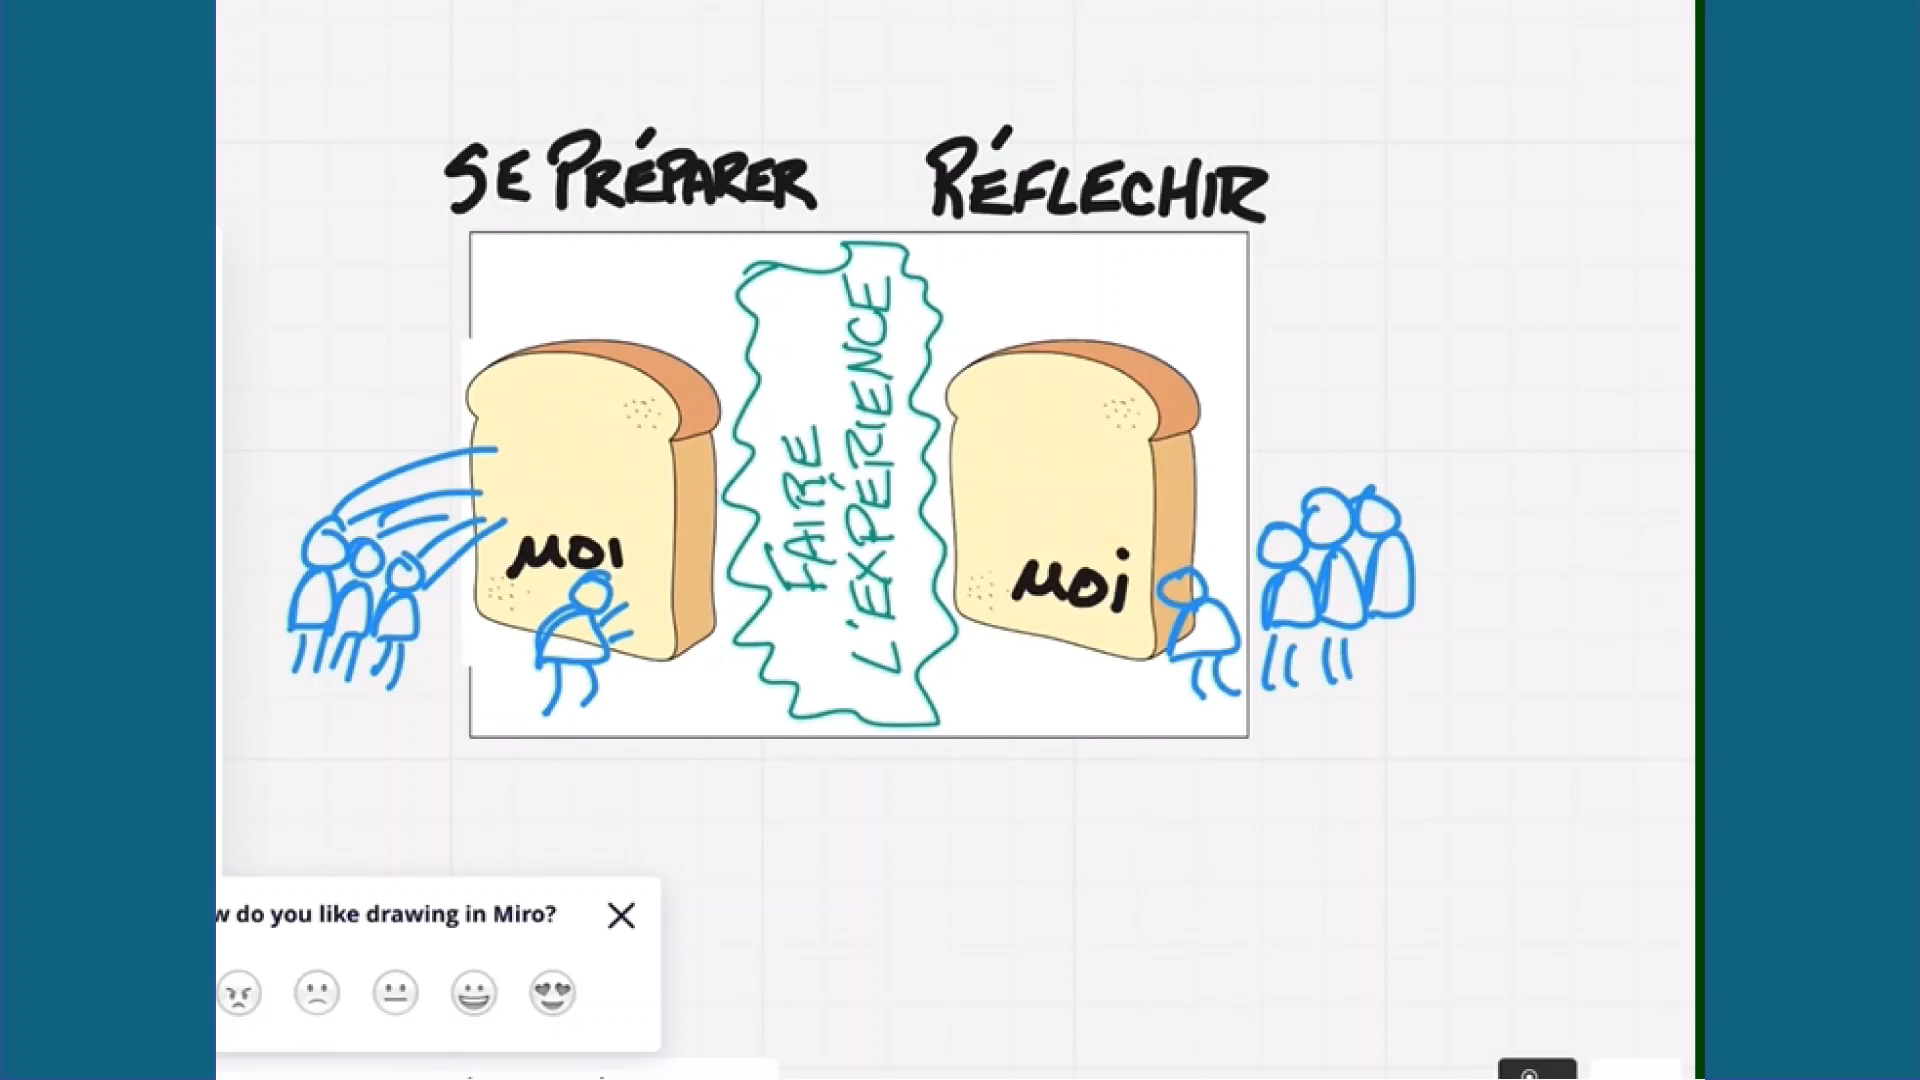 SE PRÉPARER
RÉFLECHIR
FAIRE
L'EXPÉRIENCE
MOI
MOi
w do you like drawing in Miro?